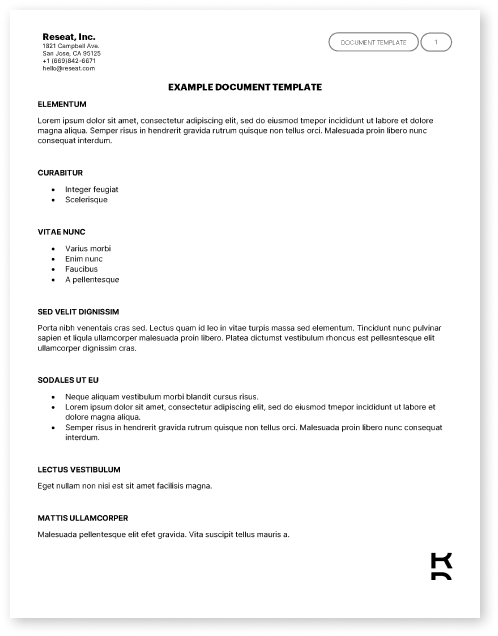 Reseat, Inc.
1821 Campbell Ave.
San Jose, CA 95125
+1 (669)842-6671
hello@reseat.com
DOCUMENT TEMPLATE
1
EXAMPLE DOCUMENT TEMPLATE
ELEMENTUM
Lorem ipsum dolor sit amet, consectetur adipiscing elit, sed do eiusmod tmepor incididunt ut labore et dolore
magna aliqua. Semper risus in hendrerit gravida rutrum quisque non tellus orci. Malesuada proin libero nunc
consequat interdum.
CURABITUR
• Integer feugiat
• Scelerisque
VITAE NUNC
• Varius morbi
• Enim nunc
• Faucibus
• A pellentesque
SED VELIT DIGNISSIM
Porta nibh venentais cras sed. Lectus quam id leo in vitae turpis massa sed elementum. Tincidunt nunc pulvinar
sapien et liqula ullamcorper malesuada proin libero. Platea dictumst vestibulum rhoncus est pellesntesque elit
ullamcorper dignissim cras.
SODALES UT EU
• Neque aliquam vestibulum morbi blandit cursus risus.
• Lorem ipsum dolor sit amet, consectetur adipiscing elit, sed do eiusmod tmepor incididunt ut labore et
dolore magna aliqua.
• Semper risus in hendrerit gravida rutrum quisque non tellus orci. Malesuada proin libero nunc consequat
interdum.
LECTUS VESTIBULUM
Eget nullam non nisi est sit amet facilisis magna.
MATTIS ULLAMCORPER
Malesuada pellentesque elit efet gravida. Vita suscipit tellus mauris a.